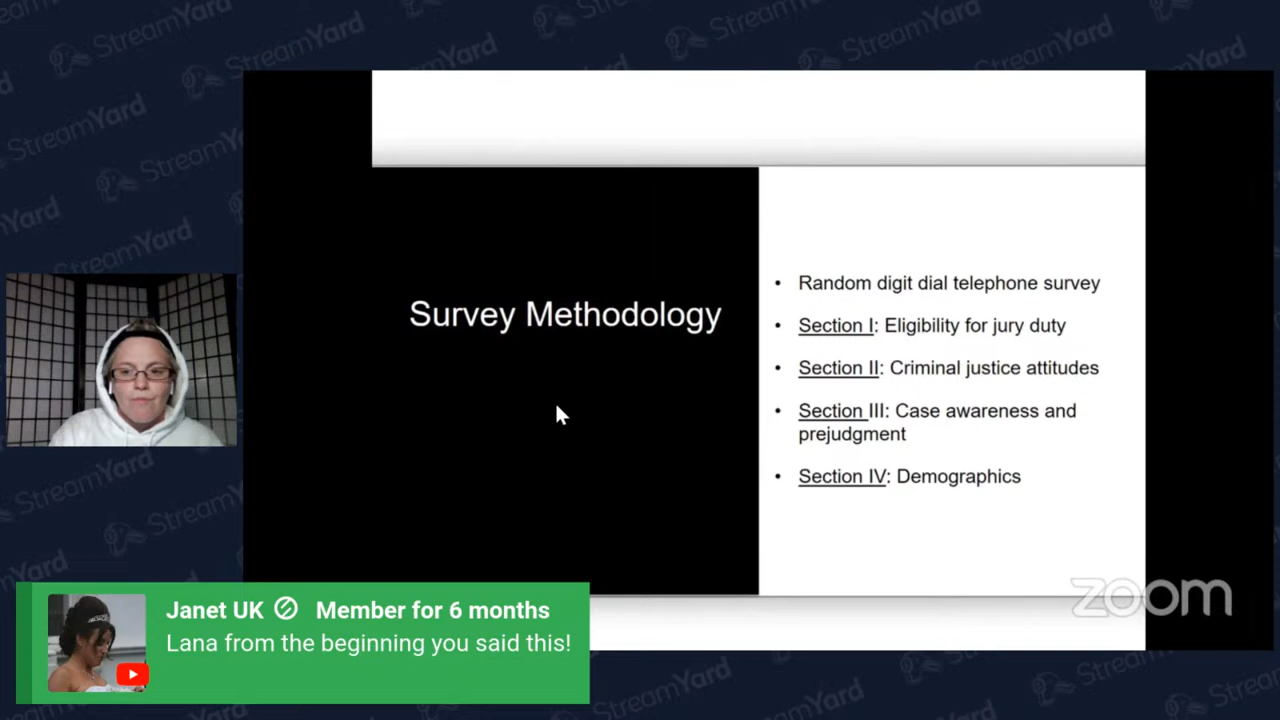 StreamYard
Survey Methodology
• Random digit dial telephone survey
• Section I: Eligibility for jury duty
• Section II: Criminal justice attitudes
• Section III: Case awareness and
prejudgment
• Section IV: Demographics
zoom
Janet UK Member for 6 months
Lana from the beginning you said this!